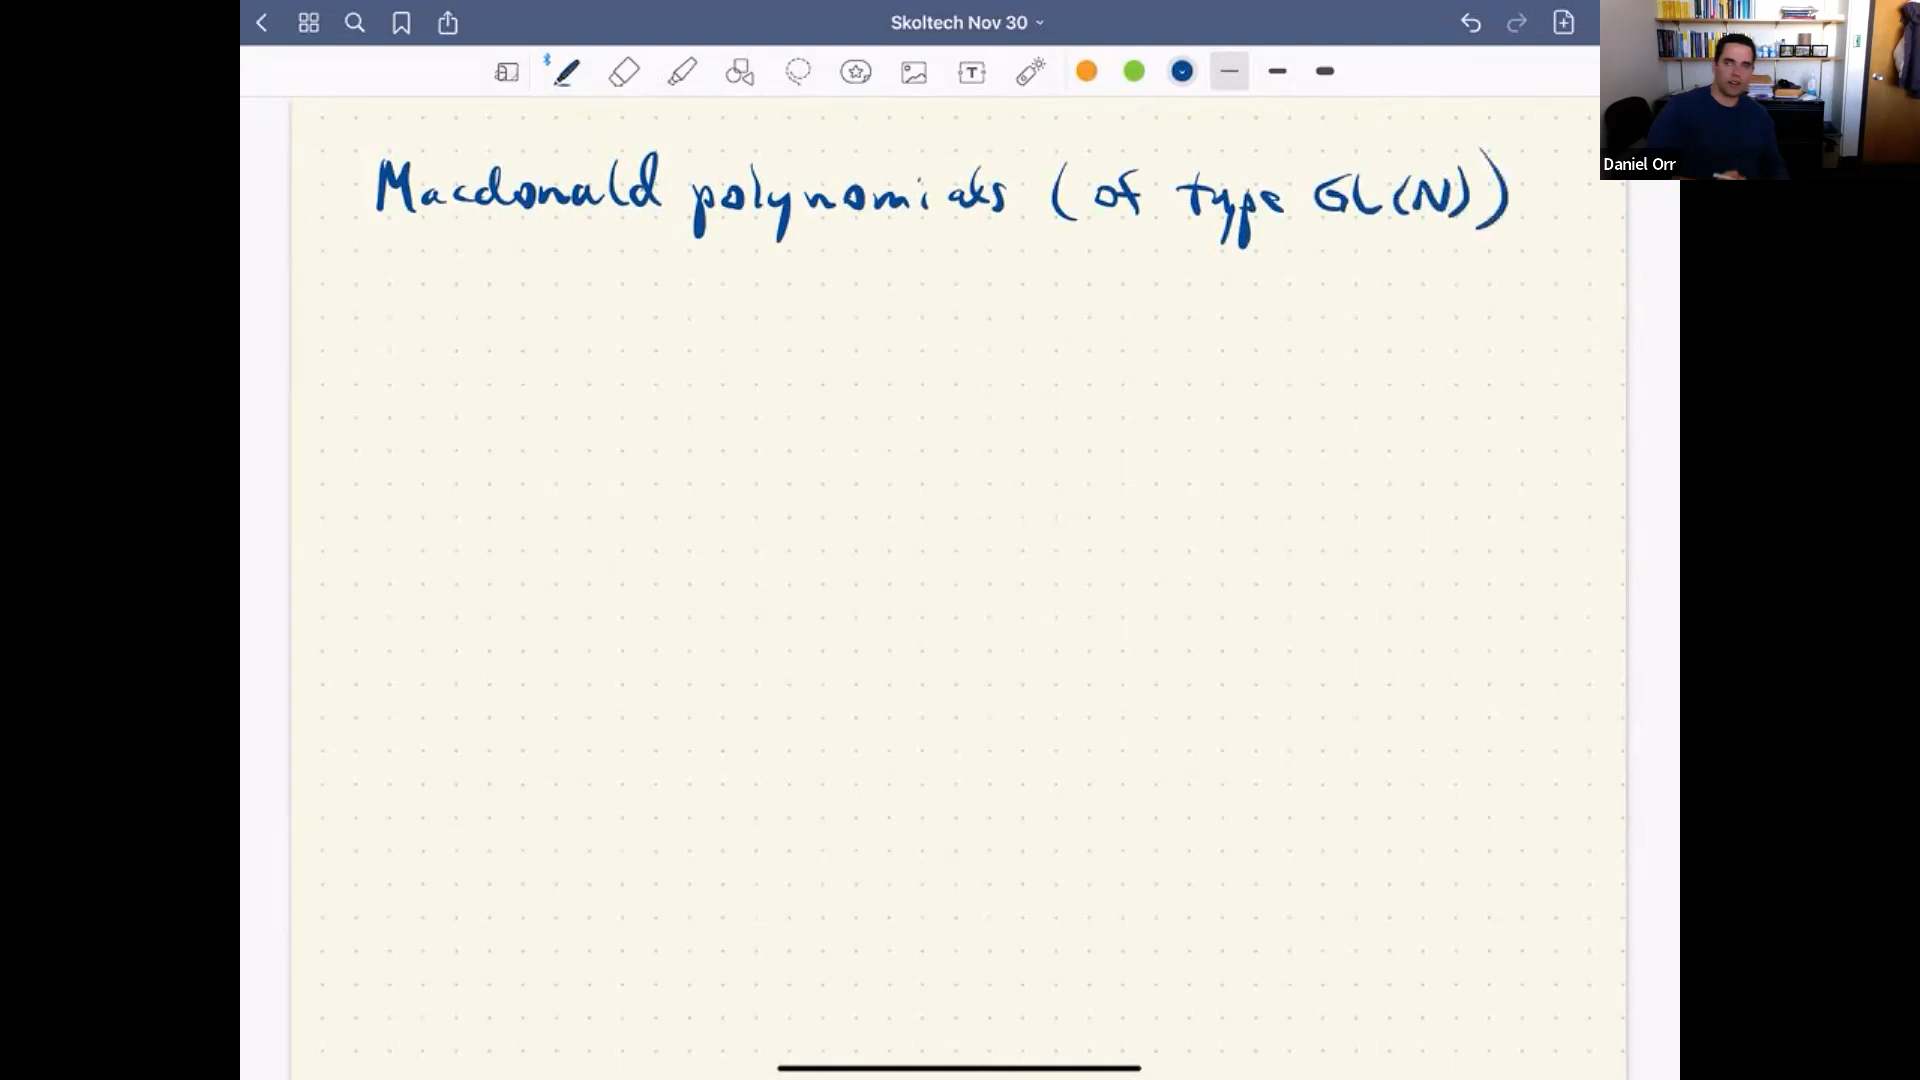 Skoltech Nov 30
Daniel Orr
Macdonald polynomials (of type GL(N))